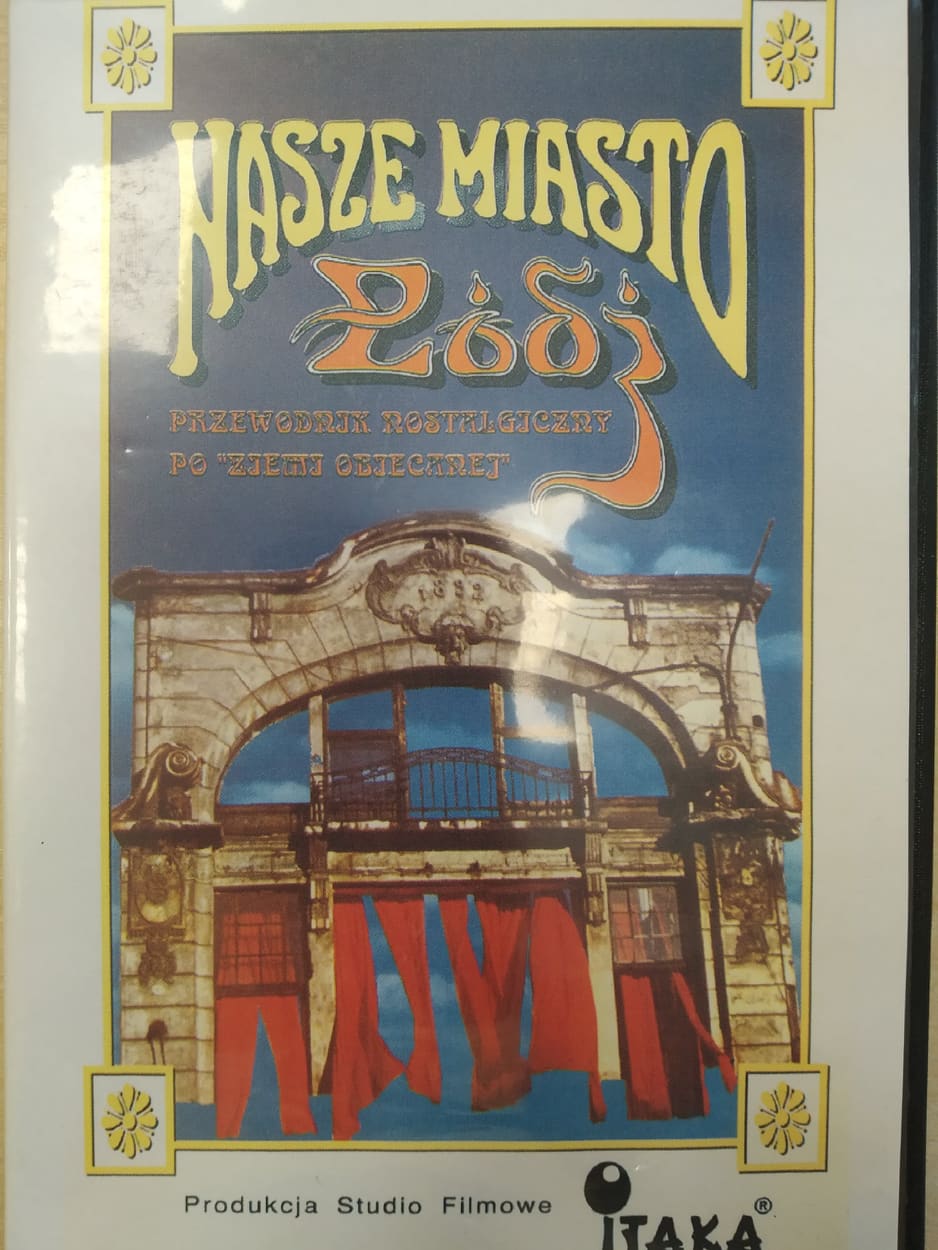 NASZE MIASTO
Łódź
PRZEWODNIK NOSTALGICZNY
PO "ZIEMI OBIECANEJ"
Produkcja Studio Filmowe
ITAKA®